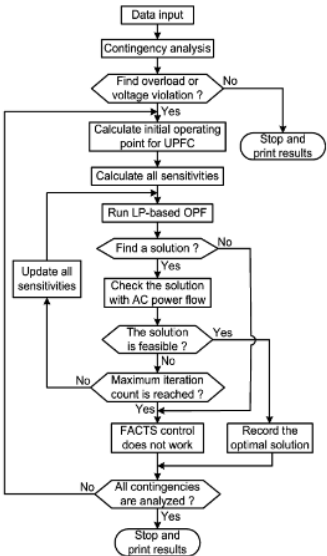 Data input
Contingency analysis
Find overload or
voltage violation ?
No
Yes
Calculate initial operating
point for UPFC
Stop and
print results
Calculate all sensitivities
Run LP-based OPF
Find a solution ?
No
Yes
Update all
sensitivities
Check the solution
with AC power flow
The solution
is feasible ?
Yes
No
Maximum iteration
count is reached ?
No
Yes
FACTS control
does not work
Record the
optimal solution
All contingencies
are analyzed ?
No
Yes
Stop and
print results